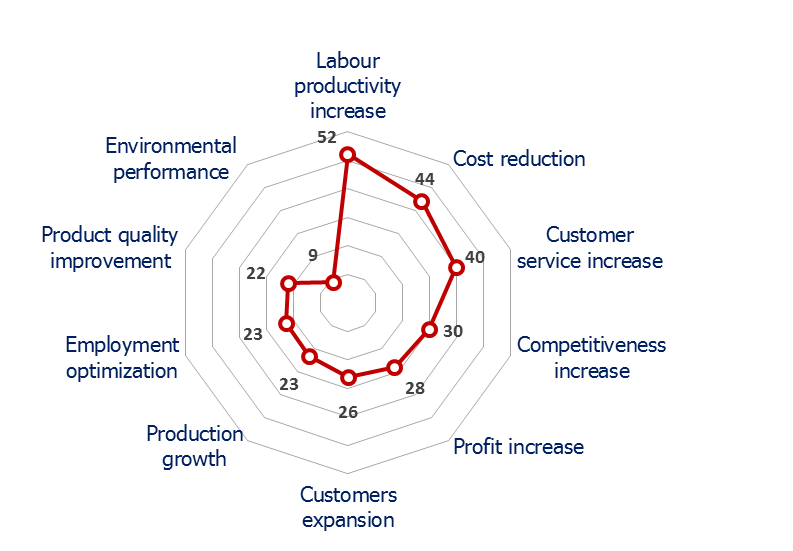 Labour
productivity
increase
52
Environmental
performance
Cost reduction
44
Product quality
improvement
Customer
service increase
9
40
22
Employment
optimization
23
30
Competitiveness
increase
23
28
26
Production
growth
Profit increase
Customers
expansion